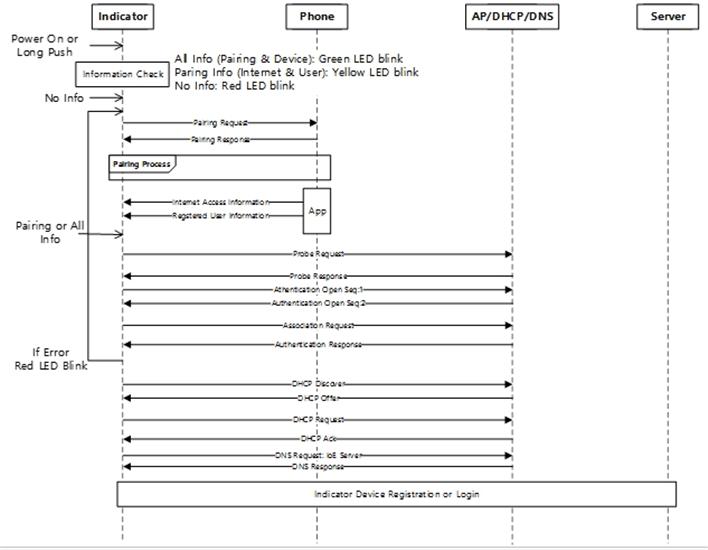 Indicator
Phone
AP/DHCP/DNS
Server
Power On or
Long Push
Information Check
All Info (Pairing & Device): Green LED blink
Paring Info (Internet & User): Yellow LED blink
No Info: Red LED blink
No Info
Pairing Request
Pairing Response
Pairing Process
Internet Access Information
App
Registered User Information
Pairing or All
Info
Probe Request
Probe Response
Athentication Open Seq:1
Authentication Open Seq:2
Association Request
Authentication Response
If Error
Red LED Blink
DHCP Discover
DHCP Offer
DHCP Request
DHCP Ack
DNS Request: IoE Server
DNS Response
Indicator Device Registration or Login